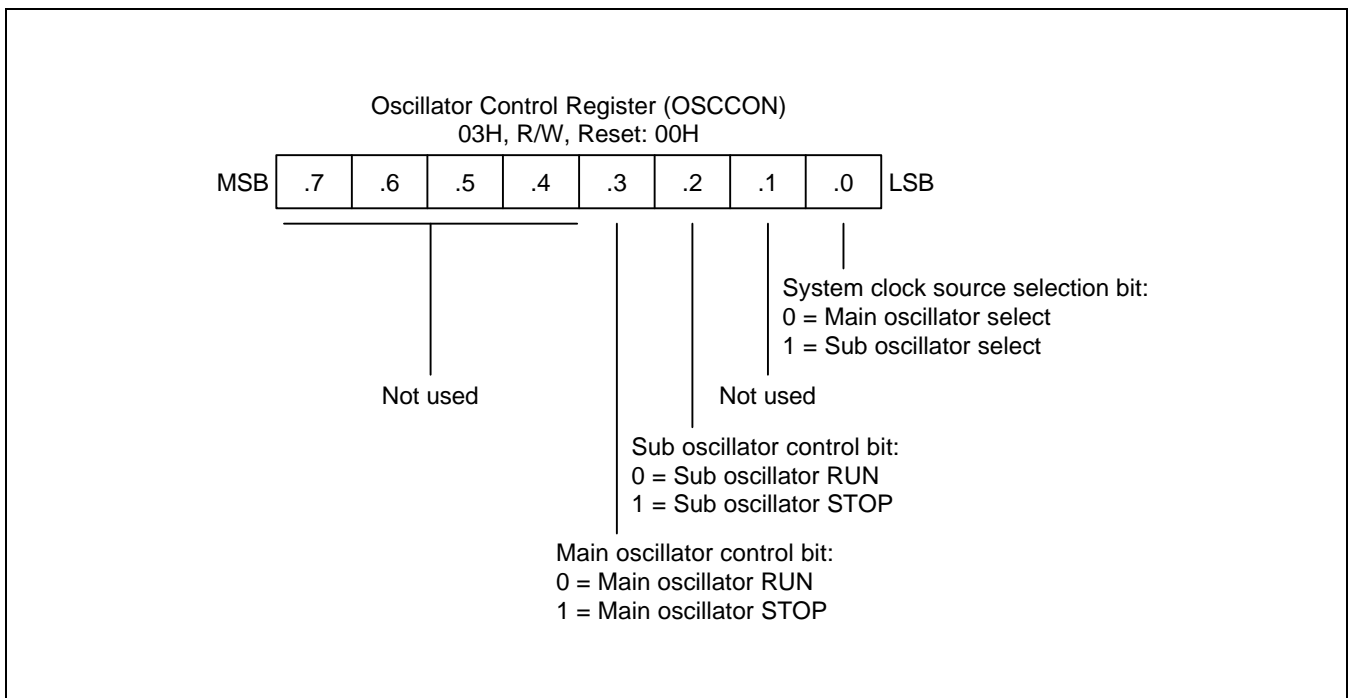 Oscillator Control Register (OSCCON)
03H, R/W, Reset: 00H
MSB .7 .6 .5 .4 .3 .2 .1 .0 LSB
System clock source selection bit:
0 = Main oscillator select
1 = Sub oscillator select
Not used Not used
Sub oscillator control bit:
0 = Sub oscillator RUN
1 = Sub oscillator STOP
Main oscillator control bit:
0 = Main oscillator RUN
1 = Main oscillator STOP